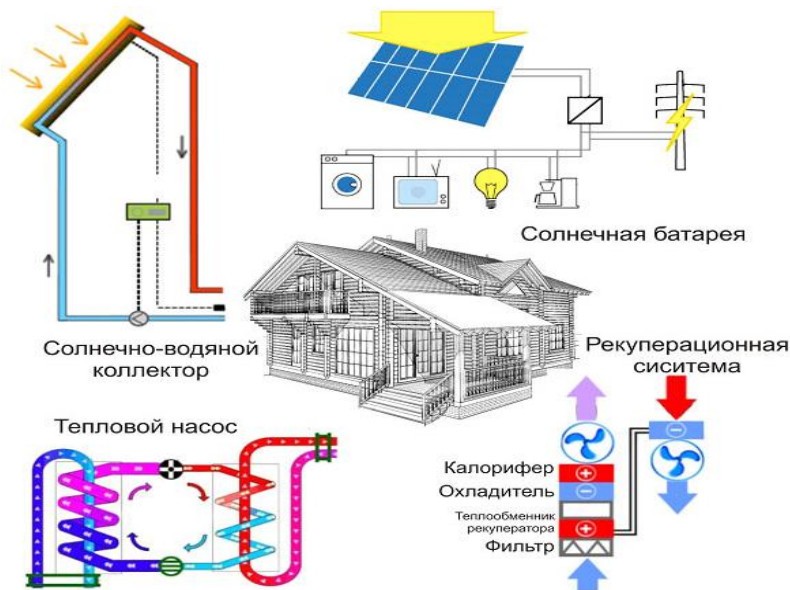 Солнечная батарея
Солнечно-водяной
коллектор
Рекуперационная
сиситема
Тепловой насос
Калорифер
Охладитель
Теплообменник
рекуператора
Фильтр